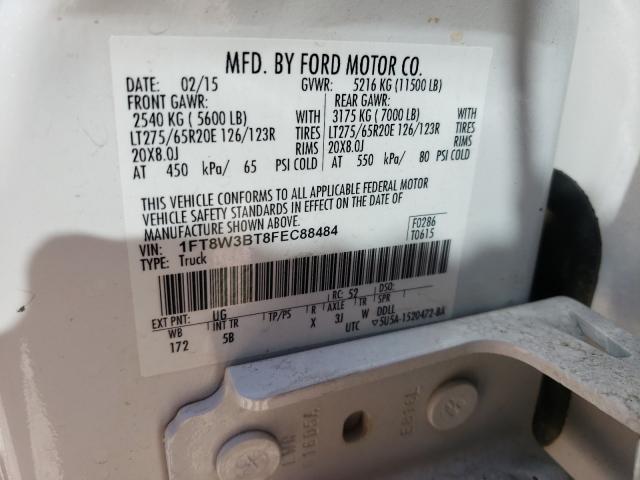 MFD. BY FORD MOTOR CO.
DATE: 02/15 GVWR: 5216 KG (11500 LB)
FRONT GAWR: REAR GAWR:
2540 KG ( 5600 LB) WITH 3175 KG ( 7000 LB) WITH
LT275/65R20E 126/123R TIRES LT275/65R20E 126/123R TIRES
20X8.0J RIMS 20X8.0J RIMS
AT 450 kPa/ 65 PSI COLD AT 550 kPa/ 80 PSI COLD
THIS VEHICLE CONFORMS TO ALL APPLICABLE FEDERAL MOTOR
VEHICLE SAFETY STANDARDS IN EFFECT ON THE DATE OF
MANUFACTURE SHOWN ABOVE.
VIN: 1FT8W3BT8FEC88484
TYPE: Truck
F0286
T0615
EXT PNT: UG RC: 52 DSO:
WB INT TR TP/PS R AXLE TR SPR
172 5B X 3J W DDLL
UTC ▽5U5A-1520472-BA